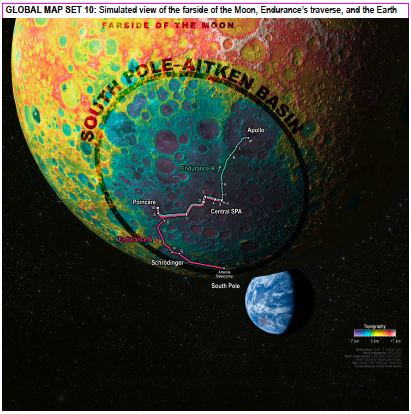 GLOBAL MAP SET 10: Simulated view of the farside of the Moon, Endurance's traverse, and the Earth
FARSIDE OF THE MOON
SOUTH POLE-AITKEN BASIN
Apollo
Endurance-R
Poincaré
Central SPA
Endurance-A
Schrödinger
Artemis
Basecamp
South Pole
Topography
-7 km 0 km +7 km